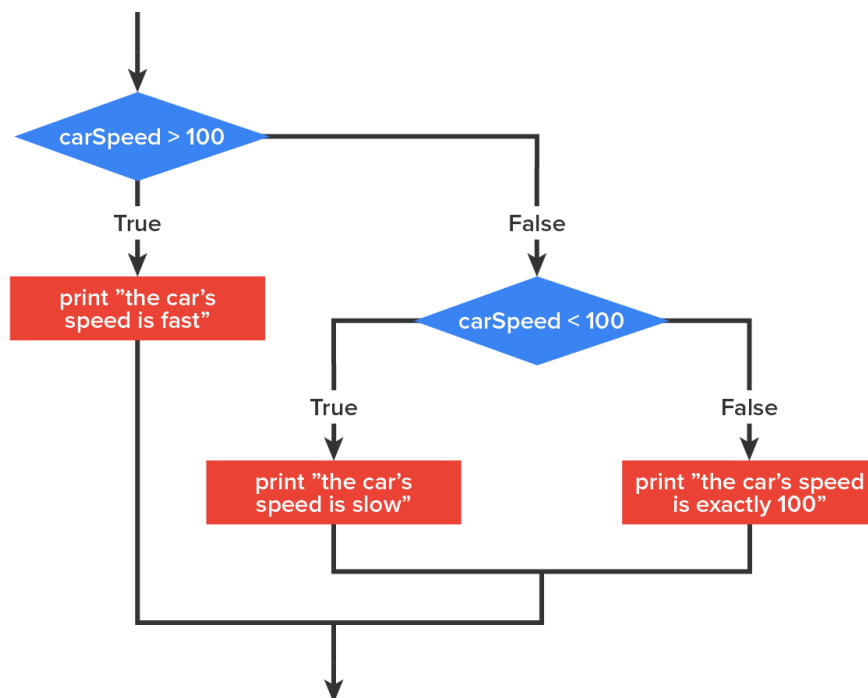 carSpeed > 100
True
False
print ”the car’s
speed is fast”
carSpeed < 100
True
False
print ”the car’s
speed is slow”
print ”the car’s speed
is exactly 100”